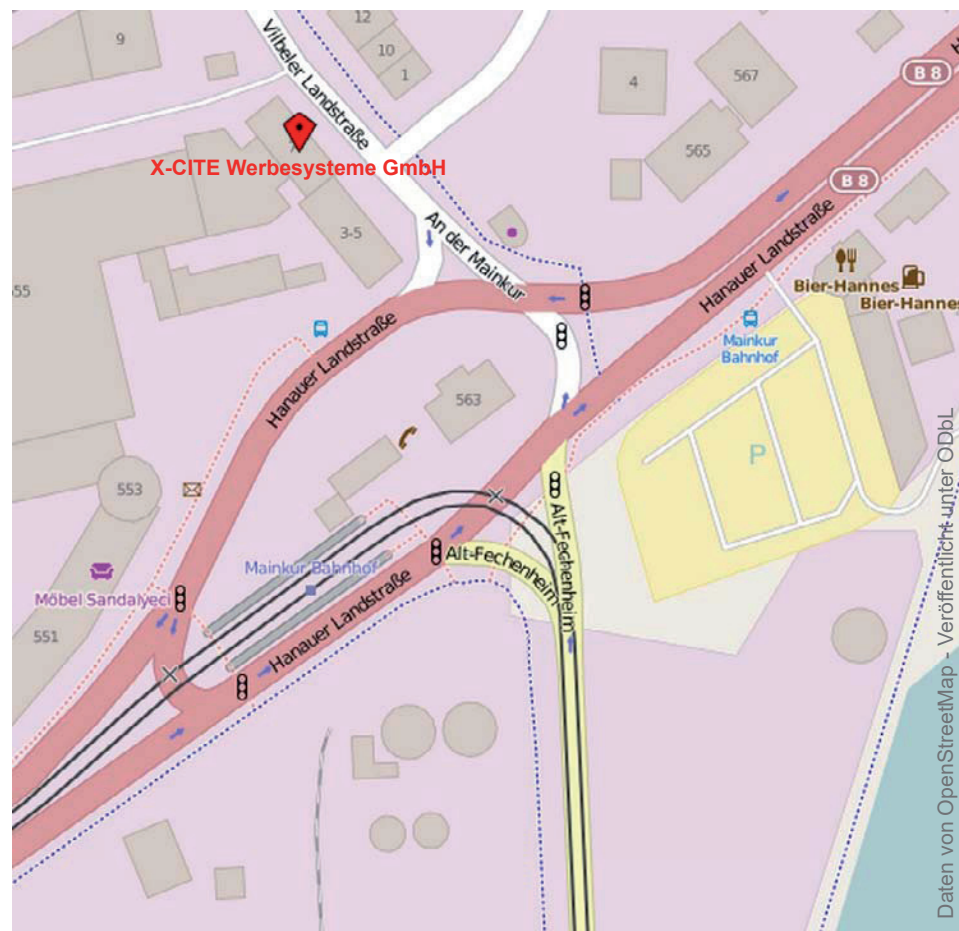 12
9
10
1
Vilbeler Landstraße
4
567
B 8
565
X-CITE Werbesysteme GmbH
B 8
3-5
An der Mainkur
Hanauer Landstraße
Bier-Hannes
Bier-Hannes
55
Hanauer Landstraße
Mainkur
Bahnhof
563
P
553
Alt-Fechenheim
Alt-Fechenheim
Mainkur Bahnhof
Möbel Sandalyeci
Hanauer Landstraße
551
Daten von OpenStreetMap - Veröffentlicht unter ODbL